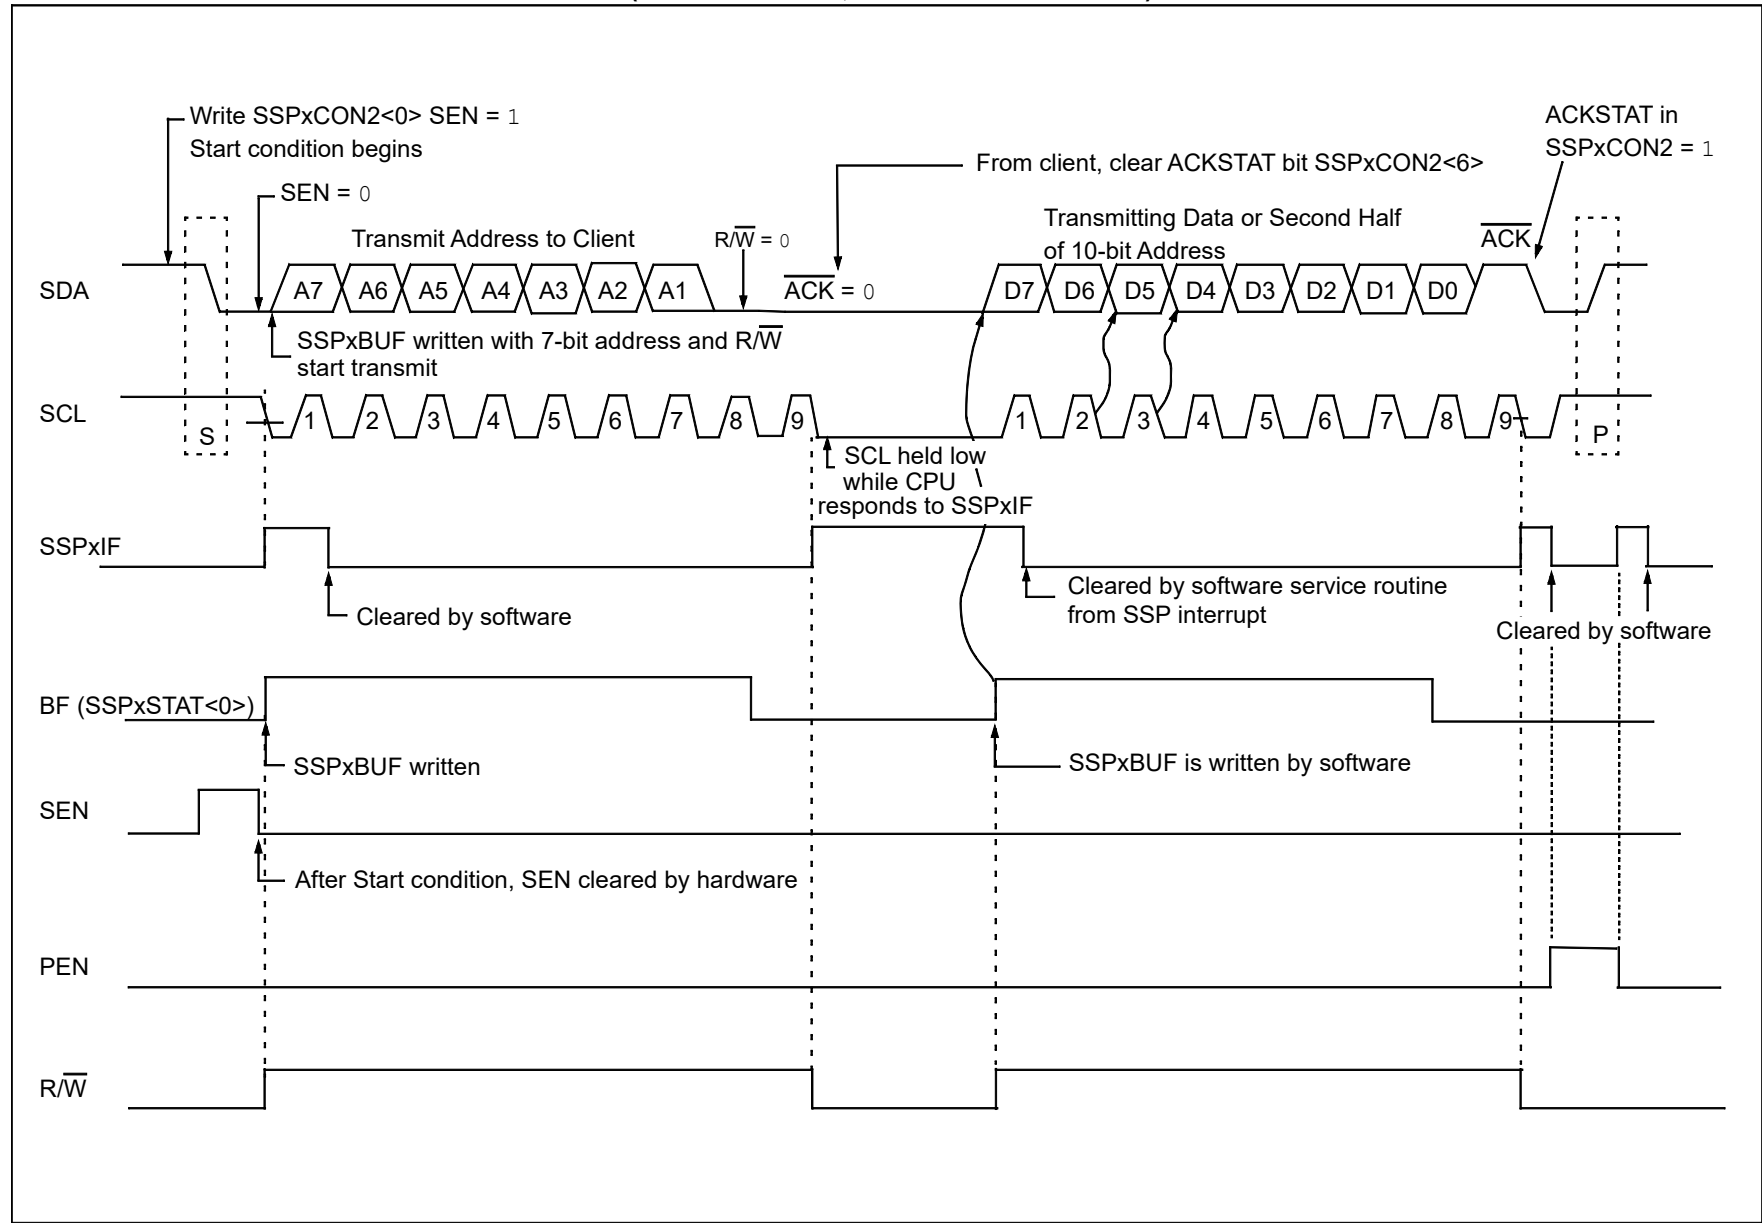 Write SSPxCON2<0> SEN = 1
Start condition begins
ACKSTAT in
SSPxCON2 = 1
From client, clear ACKSTAT bit SSPxCON2<6>
SEN = 0
Transmit Address to Client
R/W̅ = 0
Transmitting Data or Second Half
of 10-bit Address
A̅C̅K̅
SDA
A7 A6 A5 A4 A3 A2 A1
A̅C̅K̅ = 0
D7 D6 D5 D4 D3 D2 D1 D0
SSPxBUF written with 7-bit address and R/W̅
start transmit
SCL
S
1 2 3 4 5 6 7 8 9
1 2 3 4 5 6 7 8 9
P
SCL held low
while CPU
responds to SSPxIF
SSPxIF
Cleared by software
Cleared by software service routine
from SSP interrupt
Cleared by software
BF (SSPxSTAT<0>)
SSPxBUF written
SSPxBUF is written by software
SEN
After Start condition, SEN cleared by hardware
PEN
R/W̅